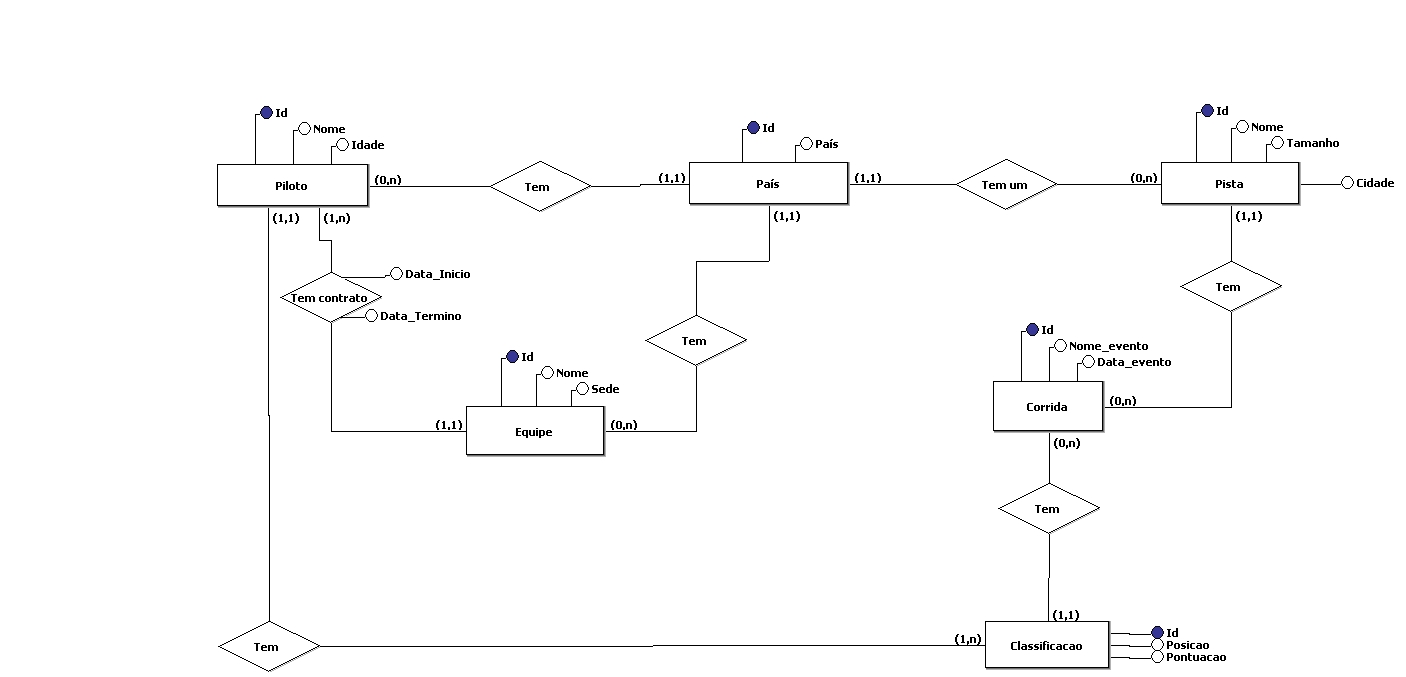 Id
Nome
Idade
Piloto
(0,n)
Tem
(1,1)
Id
País
País
(1,1)
Tem um
(0,n)
Id
Nome
Tamanho
Pista
Cidade
(1,1)
(1,n)
(1,1)
(1,1)
Data_Inicio
Tem contrato
Data_Termino
Tem
Tem
Id
Nome
Sede
(1,1)
Equipe
(0,n)
Id
Nome_evento
Data_evento
Corrida
(0,n)
(0,n)
Tem
(1,1)
Tem
(1,n)
Classificacao
Id
Posicao
Pontuacao